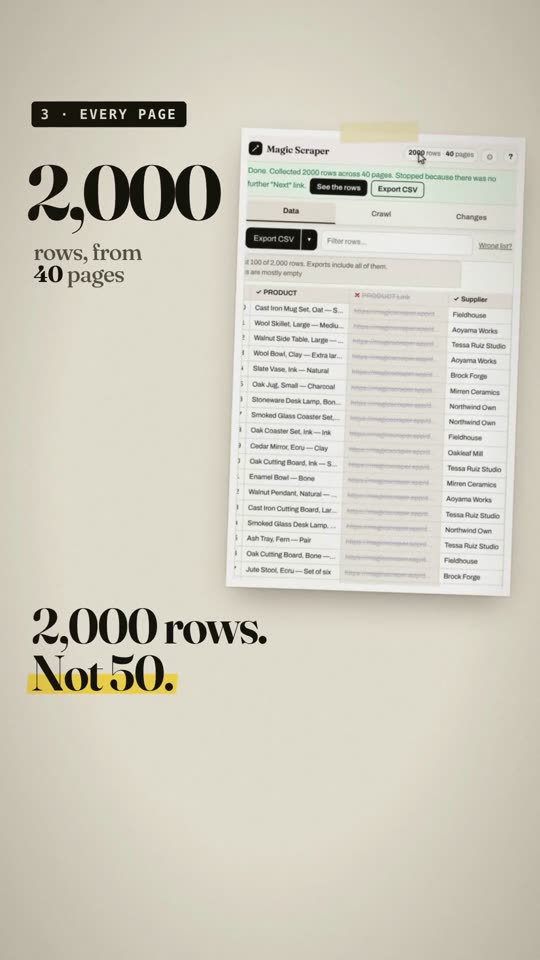 3 · EVERY PAGE
2,000
rows, from
40 pages
Magic Scraper
2000 rows · 40 pages
?
Done. Collected 2000 rows across 40 pages. Stopped because there was no
further "Next" link.
See the rows
Export CSV
Data
Crawl
Changes
Export CSV
Filter rows...
Wrong list?
100 of 2,000 rows. Exports include all of them.
are mostly empty
PRODUCT
PRODUCT Link
Supplier
Cast Iron Mug Set, Oat — S...
Fieldhouse
Wool Skillet, Large — Mediu...
Aoyama Works
Walnut Side Table, Large — ...
Tessa Ruiz Studio
Wool Bowl, Clay — Extra lar...
Aoyama Works
Slate Vase, Ink — Natural
Brock Forge
Oak Jug, Small — Charcoal
Mirren Ceramics
Stoneware Desk Lamp, Bon...
Northwind Own
Smoked Glass Coaster Set,...
Northwind Own
Oak Coaster Set, Ink — Ink
Fieldhouse
Cedar Mirror, Ecru — Clay
Oakleaf Mill
Oak Cutting Board, Ink — S...
Tessa Ruiz Studio
Enamel Bowl — Bone
Mirren Ceramics
Walnut Pendant, Natural — ...
Aoyama Works
Cast Iron Cutting Board, Lar...
Tessa Ruiz Studio
Smoked Glass Desk Lamp, ...
Northwind Own
Ash Tray, Fern — Pair
Tessa Ruiz Studio
Oak Cutting Board, Bone —...
Fieldhouse
Jute Stool, Ecru — Set of six
Brock Forge
2,000 rows.
Not 50.